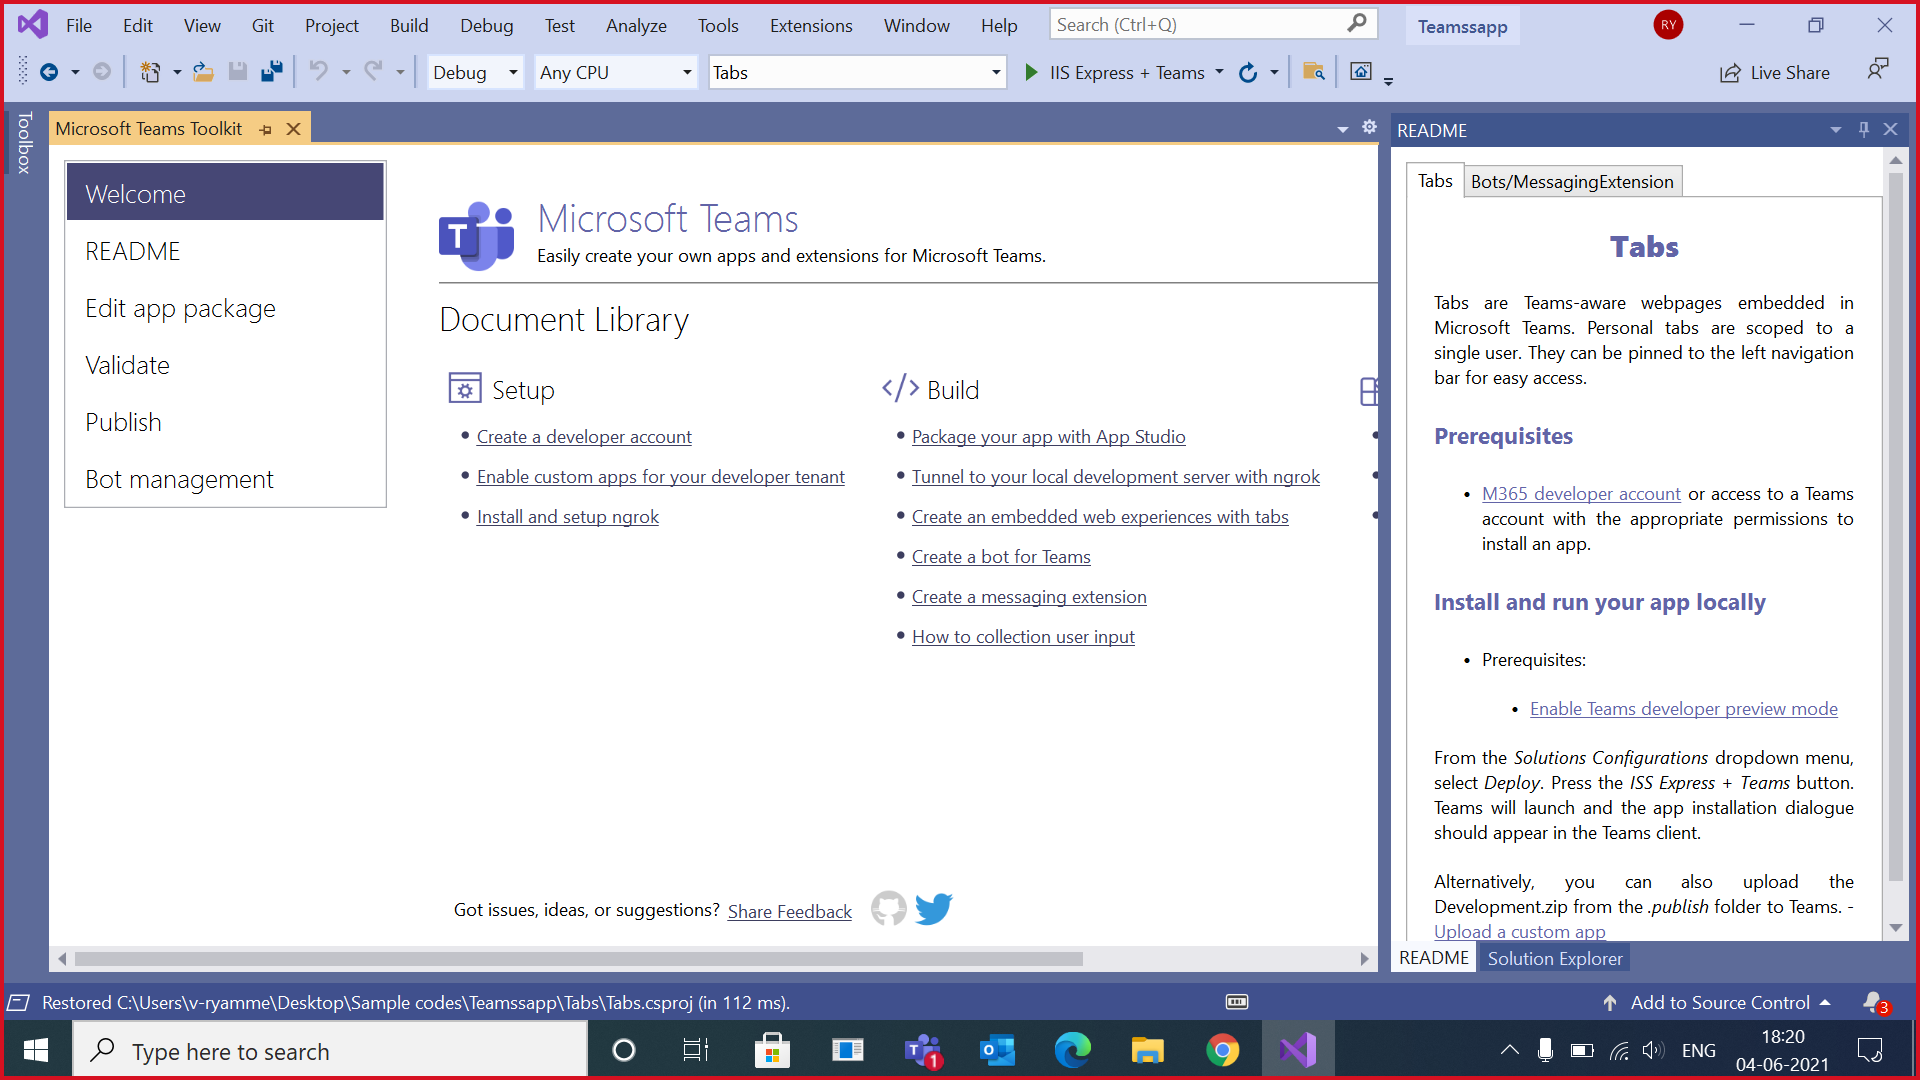 File Edit View Git Project Build Debug Test Analyze Tools Extensions Window Help Search (Ctrl+Q) Teamssapp RY
Debug Any CPU Tabs IIS Express + Teams Live Share
Toolbox
Microsoft Teams Toolkit
Welcome
README
Edit app package
Validate
Publish
Bot management
T
Microsoft Teams
Easily create your own apps and extensions for Microsoft Teams.
Document Library
Setup
• Create a developer account
• Enable custom apps for your developer tenant
• Install and setup ngrok
</> Build
• Package your app with App Studio
• Tunnel to your local development server with ngrok
• Create an embedded web experiences with tabs
• Create a bot for Teams
• Create a messaging extension
• How to collection user input
Got issues, ideas, or suggestions? Share Feedback
README
Tabs Bots/MessagingExtension
Tabs
Tabs are Teams-aware webpages embedded in
Microsoft Teams. Personal tabs are scoped to a
single user. They can be pinned to the left navigation
bar for easy access.
Prerequisites
• M365 developer account or access to a Teams
account with the appropriate permissions to
install an app.
Install and run your app locally
• Prerequisites:
• Enable Teams developer preview mode
From the Solutions Configurations dropdown menu,
select Deploy. Press the ISS Express + Teams button.
Teams will launch and the app installation dialogue
should appear in the Teams client.
Alternatively, you can also upload the
Development.zip from the .publish folder to Teams. -
Upload a custom app
README Solution Explorer
Restored C:\Users\v-ryamme\Desktop\Sample codes\Teamssapp\Tabs\Tabs.csproj (in 112 ms). Add to Source Control 3
Type here to search T 1 ENG 18:20
04-06-2021